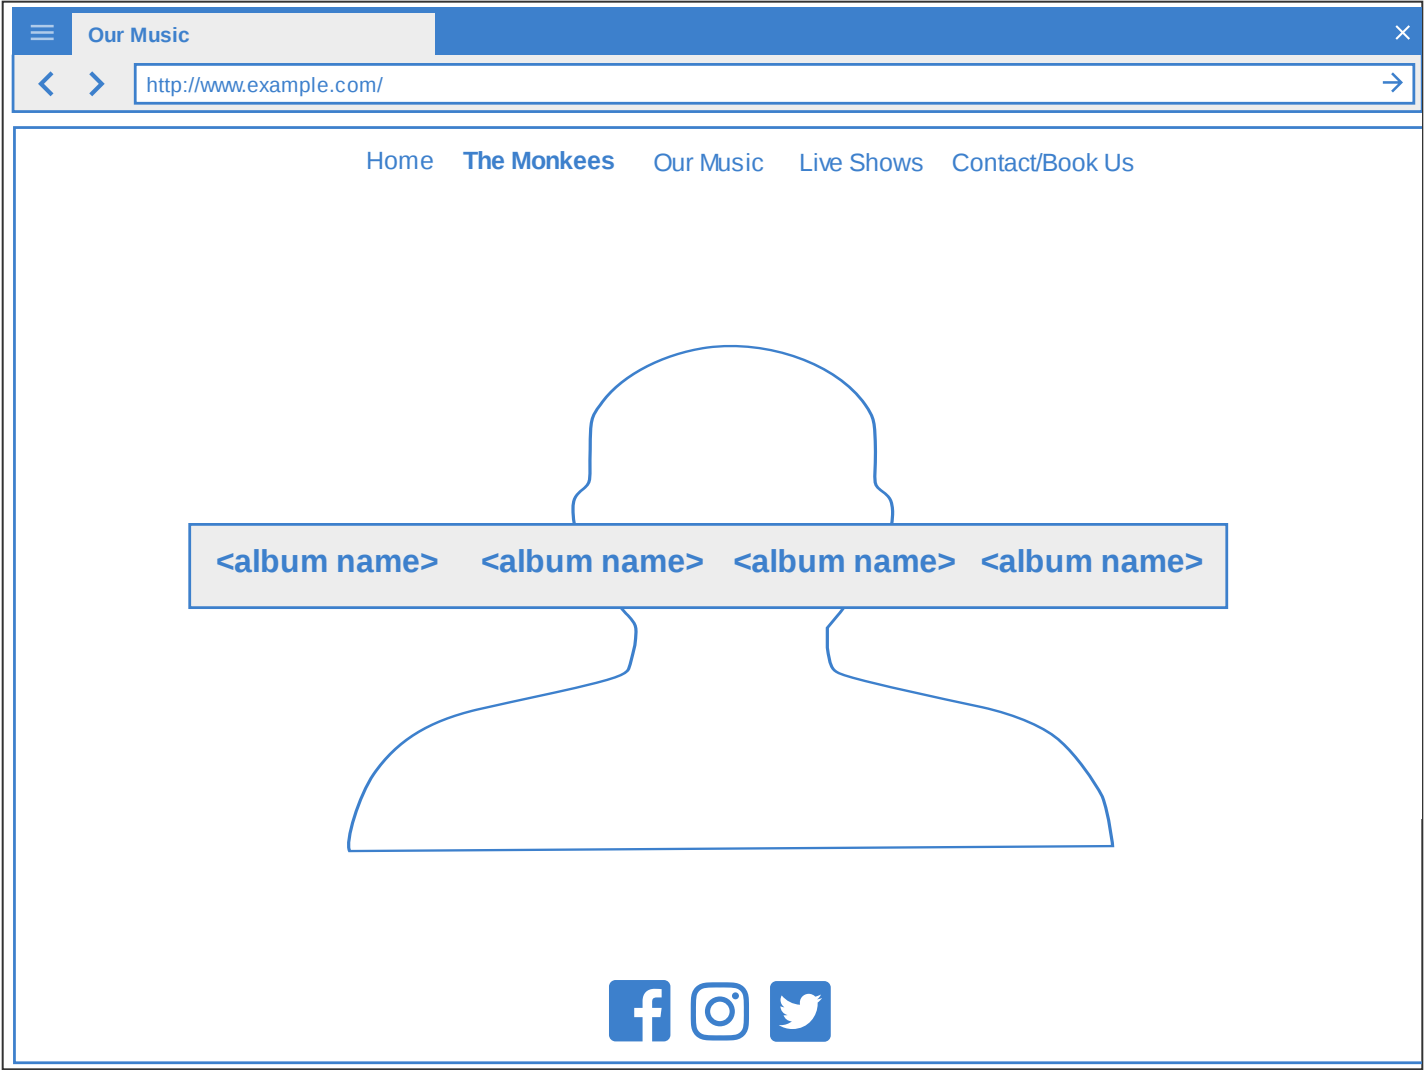 Our Music
http://www.example.com/
Home The Monkees Our Music Live Shows Contact/Book Us
<album name> <album name> <album name> <album name>